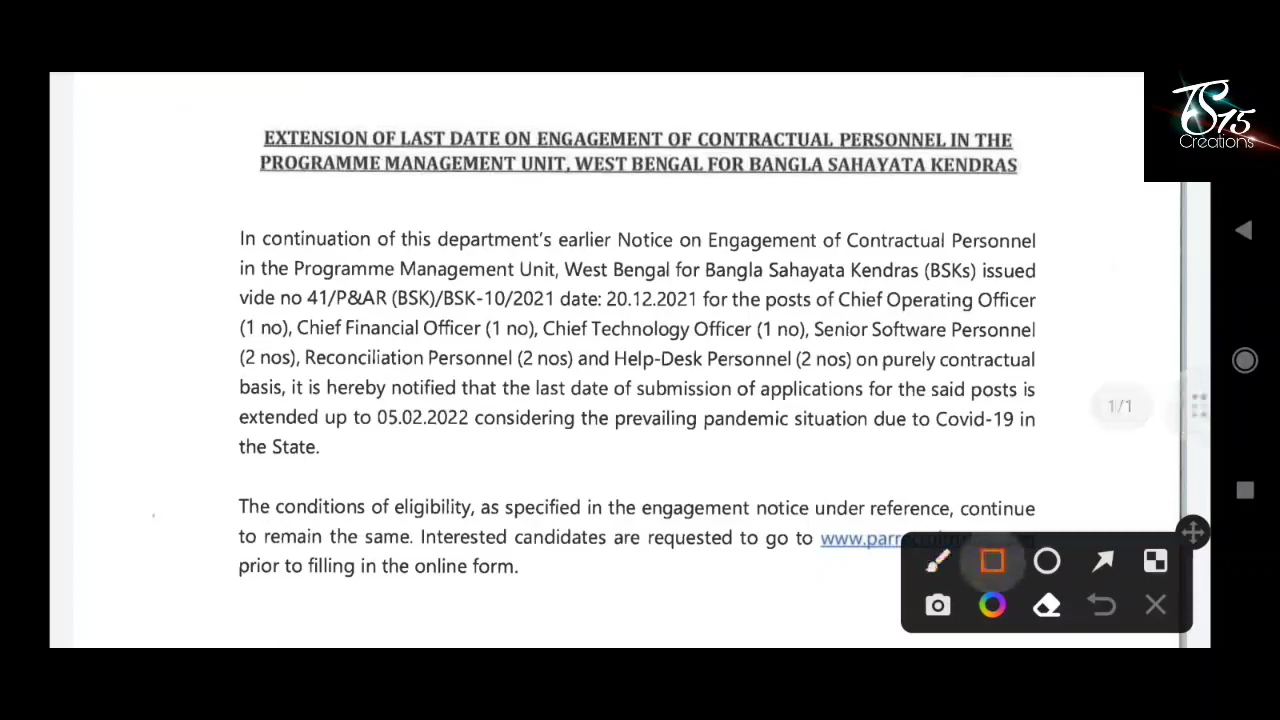 EXTENSION OF LAST DATE ON ENGAGEMENT OF CONTRACTUAL PERSONNEL IN THE
PROGRAMME MANAGEMENT UNIT, WEST BENGAL FOR BANGLA SAHAYATA KENDRAS
TS15
Creations
In continuation of this department's earlier Notice on Engagement of Contractual Personnel
in the Programme Management Unit, West Bengal for Bangla Sahayata Kendras (BSKs) issued
vide no 41/P&AR (BSK)/BSK-10/2021 date: 20.12.2021 for the posts of Chief Operating Officer
(1 no), Chief Financial Officer (1 no), Chief Technology Officer (1 no), Senior Software Personnel
(2 nos), Reconciliation Personnel (2 nos) and Help-Desk Personnel (2 nos) on purely contractual
basis, it is hereby notified that the last date of submission of applications for the said posts is
extended up to 05.02.2022 considering the prevailing pandemic situation due to Covid-19 in
the State.
1/1
The conditions of eligibility, as specified in the engagement notice under reference, continue
to remain the same. Interested candidates are requested to go to
prior to filling in the online form.